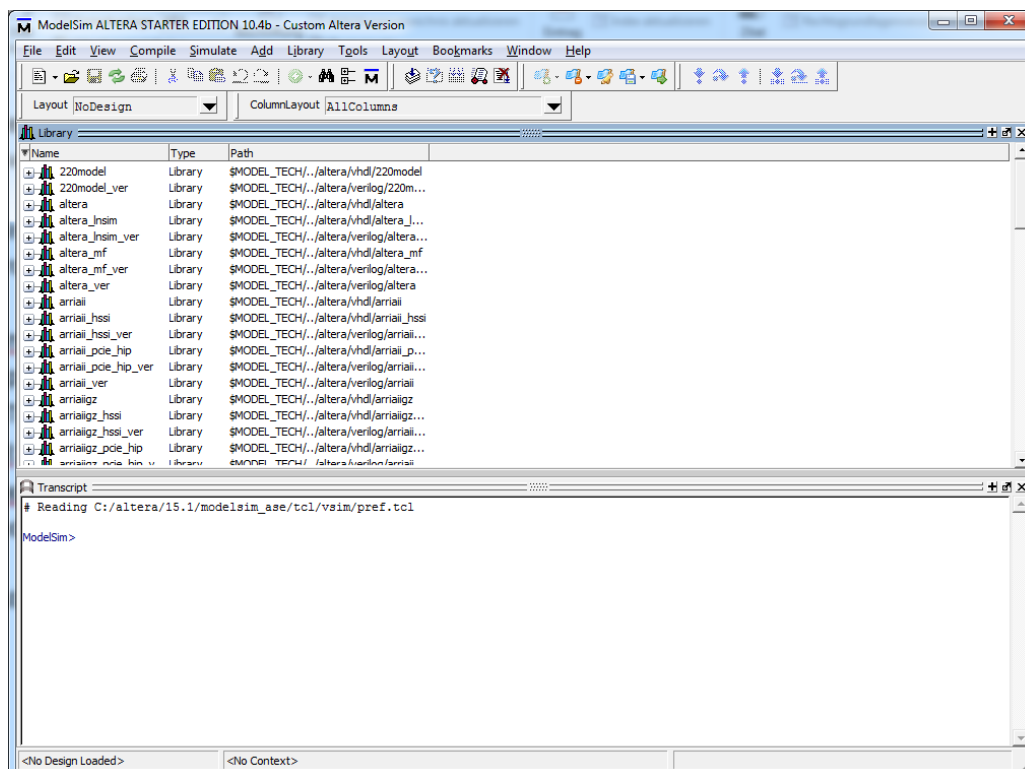 ModelSim ALTERA STARTER EDITION 10.4b - Custom Altera Version
File Edit View Compile Simulate Add Library Tools Layout Bookmarks Window Help
Layout NoDesign ColumnLayout AllColumns
Library
Name Type Path
220model Library $MODEL_TECH/../altera/vhdl/220model
220model_ver Library $MODEL_TECH/../altera/verilog/220m...
altera Library $MODEL_TECH/../altera/vhdl/altera
altera_lnsim Library $MODEL_TECH/../altera/vhdl/altera_l...
altera_lnsim_ver Library $MODEL_TECH/../altera/verilog/altera...
altera_mf Library $MODEL_TECH/../altera/vhdl/altera_mf
altera_mf_ver Library $MODEL_TECH/../altera/verilog/altera...
altera_ver Library $MODEL_TECH/../altera/verilog/altera
arriaii Library $MODEL_TECH/../altera/vhdl/arriaii
arriaii_hssi Library $MODEL_TECH/../altera/vhdl/arriaii_hssi
arriaii_hssi_ver Library $MODEL_TECH/../altera/verilog/arriaii...
arriaii_pcie_hip Library $MODEL_TECH/../altera/vhdl/arriaii_p...
arriaii_pcie_hip_ver Library $MODEL_TECH/../altera/verilog/arriaii...
arriaii_ver Library $MODEL_TECH/../altera/verilog/arriaii
arriaiigz Library $MODEL_TECH/../altera/vhdl/arriaiigz
arriaiigz_hssi Library $MODEL_TECH/../altera/vhdl/arriaiigz...
arriaiigz_hssi_ver Library $MODEL_TECH/../altera/verilog/arriaii...
arriaiigz_pcie_hip Library $MODEL_TECH/../altera/vhdl/arriaiigz...
arriaiigz_pcie_hip_v... Library $MODEL_TECH/../altera/verilog/arriaii...
Transcript
# Reading C:/altera/15.1/modelsim_ase/tcl/vsim/pref.tcl
ModelSim>
<No Design Loaded> <No Context>